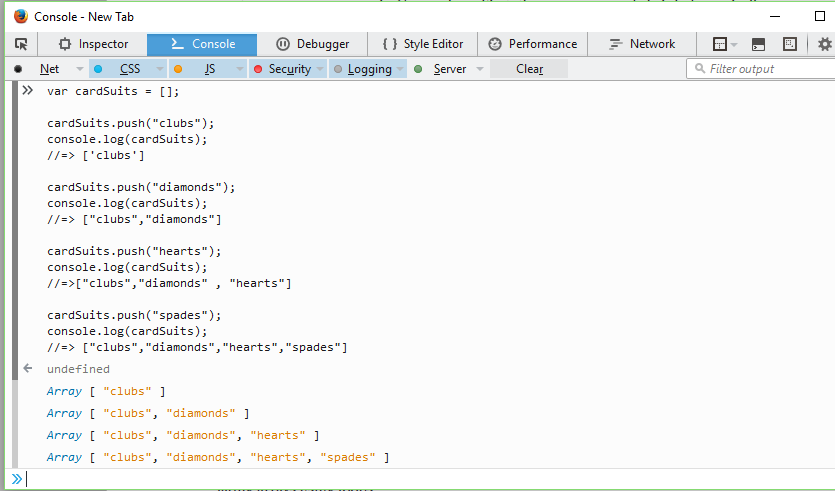 Console - New Tab
Inspector Console Debugger { } Style Editor Performance Network
Net CSS JS Security Logging Server Clear Filter output
var cardSuits = [];
cardSuits.push("clubs");
console.log(cardSuits);
//=> ['clubs']
cardSuits.push("diamonds");
console.log(cardSuits);
//=> ["clubs","diamonds"]
cardSuits.push("hearts");
console.log(cardSuits);
//=>["clubs","diamonds" , "hearts"]
cardSuits.push("spades");
console.log(cardSuits);
//=> ["clubs","diamonds","hearts","spades"]
undefined
Array [ "clubs" ]
Array [ "clubs", "diamonds" ]
Array [ "clubs", "diamonds", "hearts" ]
Array [ "clubs", "diamonds", "hearts", "spades" ]